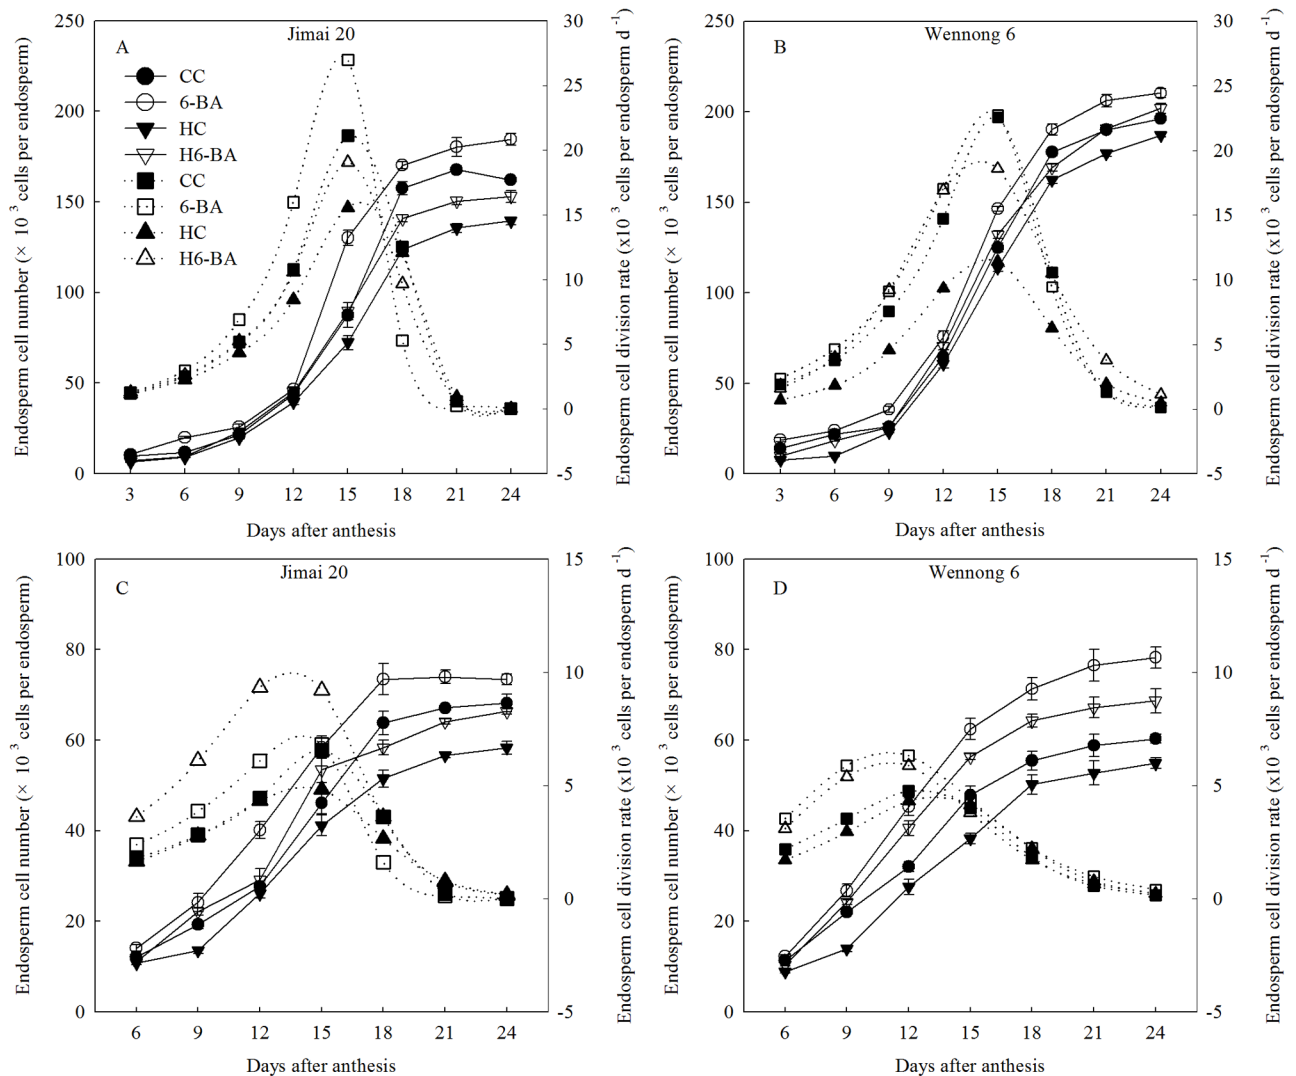 Jimai 20
A
CC
6-BA
HC
H6-BA
CC
6-BA
HC
H6-BA
250
200
150
100
50
0
30
25
20
15
10
5
0
-5
3 6 9 12 15 18 21 24
Days after anthesis
Endosperm cell number (× 10 3 cells per endosperm)
Endosperm cell division rate (x10 3 cells per endosperm d -1)
Wennong 6
B
250
200
150
100
50
0
30
25
20
15
10
5
0
-5
3 6 9 12 15 18 21 24
Days after anthesis
Endosperm cell number (× 10 3 cells per endosperm)
Endosperm cell division rate (x10 3 cells per endosperm d -1)
Jimai 20
C
100
80
60
40
20
0
15
10
5
0
-5
6 9 12 15 18 21 24
Days after anthesis
Endosperm cell number (× 10 3 cells per endosperm)
Endosperm cell division rate (x10 3 cells per endosperm d -1)
Wennong 6
D
100
80
60
40
20
0
15
10
5
0
-5
6 9 12 15 18 21 24
Days after anthesis
Endosperm cell number (× 10 3 cells per endosperm)
Endosperm cell division rate (x10 3 cells per endosperm d -1)